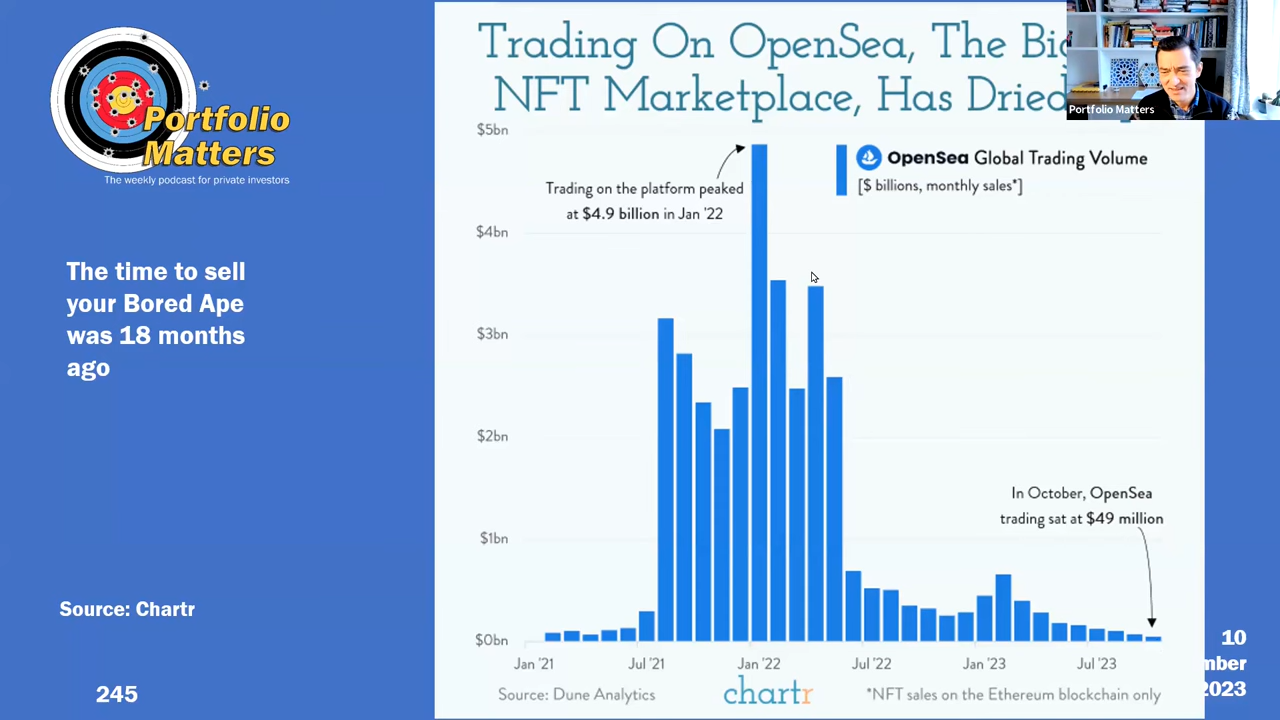 Portfolio
Matters
The weekly podcast for private investors
The time to sell
your Bored Ape
was 18 months
ago
Source: Chartr
245
Trading On OpenSea, The
NFT Marketplace, Has Dried
Portfolio Matters
$5bn
$4bn
$3bn
$2bn
$1bn
$0bn
Trading on the platform peaked
at $4.9 billion in Jan '22
OpenSea Global Trading Volume
[$ billions, monthly sales*]
In October, OpenSea
trading sat at $49 million
Jan '21
Jul '21
Jan '22
Jul '22
Jan '23
Jul '23
Source: Dune Analytics
chartr
*NFT sales on the Ethereum blockchain only
10
mber
2023